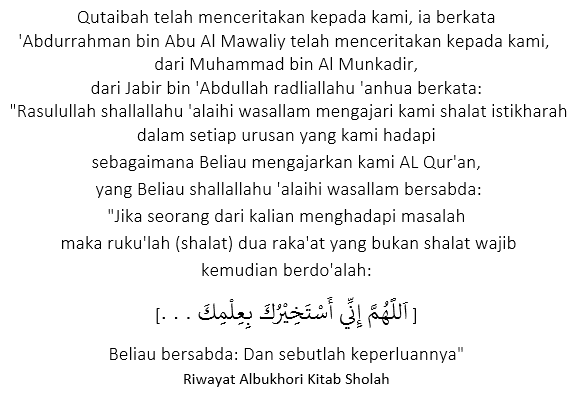 Qutaibah telah menceritakan kepada kami, ia berkata
'Abdurrahman bin Abu Al Mawaliy telah menceritakan kepada kami,
dari Muhammad bin Al Munkadir,
dari Jabir bin 'Abdullah radliallahu 'anhua berkata:
"Rasulullah shallallahu 'alaihi wasallam mengajari kami shalat istikharah
dalam setiap urusan yang kami hadapi
sebagaimana Beliau mengajarkan kami AL Qur'an,
yang Beliau shallallahu 'alaihi wasallam bersabda:
"Jika seorang dari kalian menghadapi masalah
maka ruku'lah (shalat) dua raka'at yang bukan shalat wajib
kemudian berdo'alah:
[ اَللّٰهُمَّ إِنِّي أَسْتَخِيْرُكَ بِعِلْمِكَ . . .]
Beliau bersabda: Dan sebutlah keperluannya"
Riwayat Albukhori Kitab Sholah